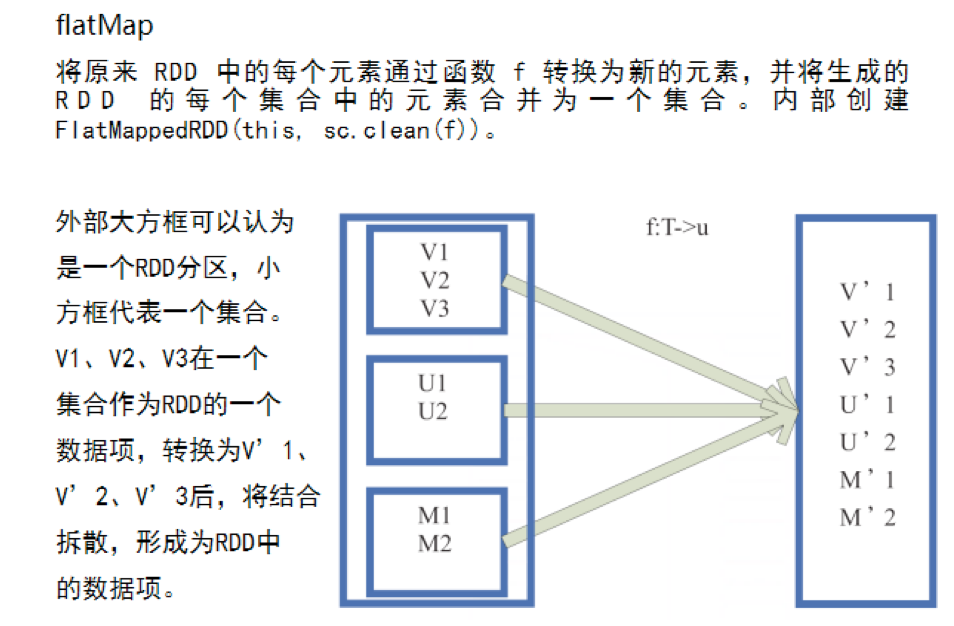 flatMap
将原来 RDD 中的每个元素通过函数 f 转换为新的元素，并将生成的
RDD 的每个集合中的元素合并为一个集合。内部创建
FlatMappedRDD(this, sc.clean(f))。
外部大方框可以认为
是一个RDD分区，小
方框代表一个集合。
V1、V2、V3在一个
集合作为RDD的一个
数据项，转换为V’1、
V’2、V’3后，将结合
拆散，形成为RDD中
的数据项。
V1
V2
V3
U1
U2
M1
M2
f:T->u
V’1
V’2
V’3
U’1
U’2
M’1
M’2